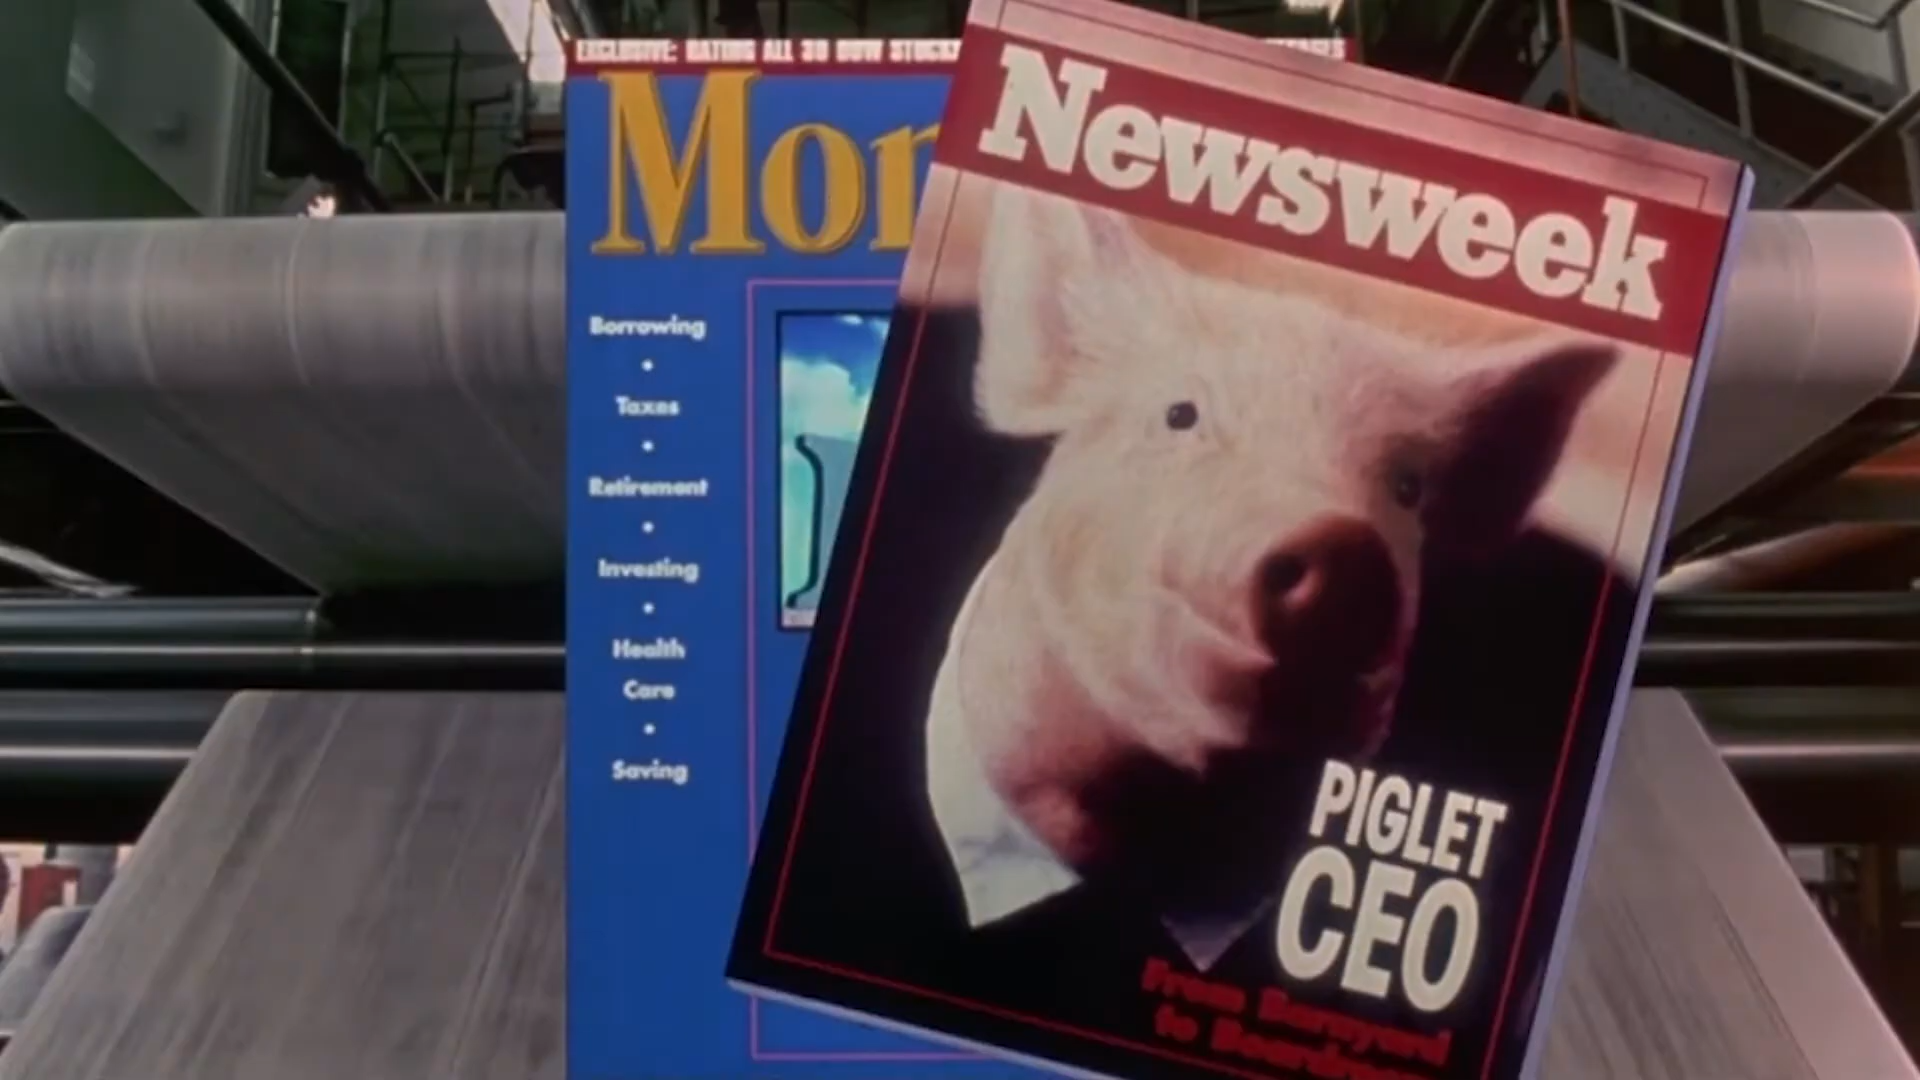 EXCLUSIVE: RATING ALL 30 DOW STOCKS
Mon
Borrowing
•
Taxes
•
Retirement
•
Investing
•
Health
Care
•
Saving
Newsweek
PIGLET
CEO
From Barnyard
to